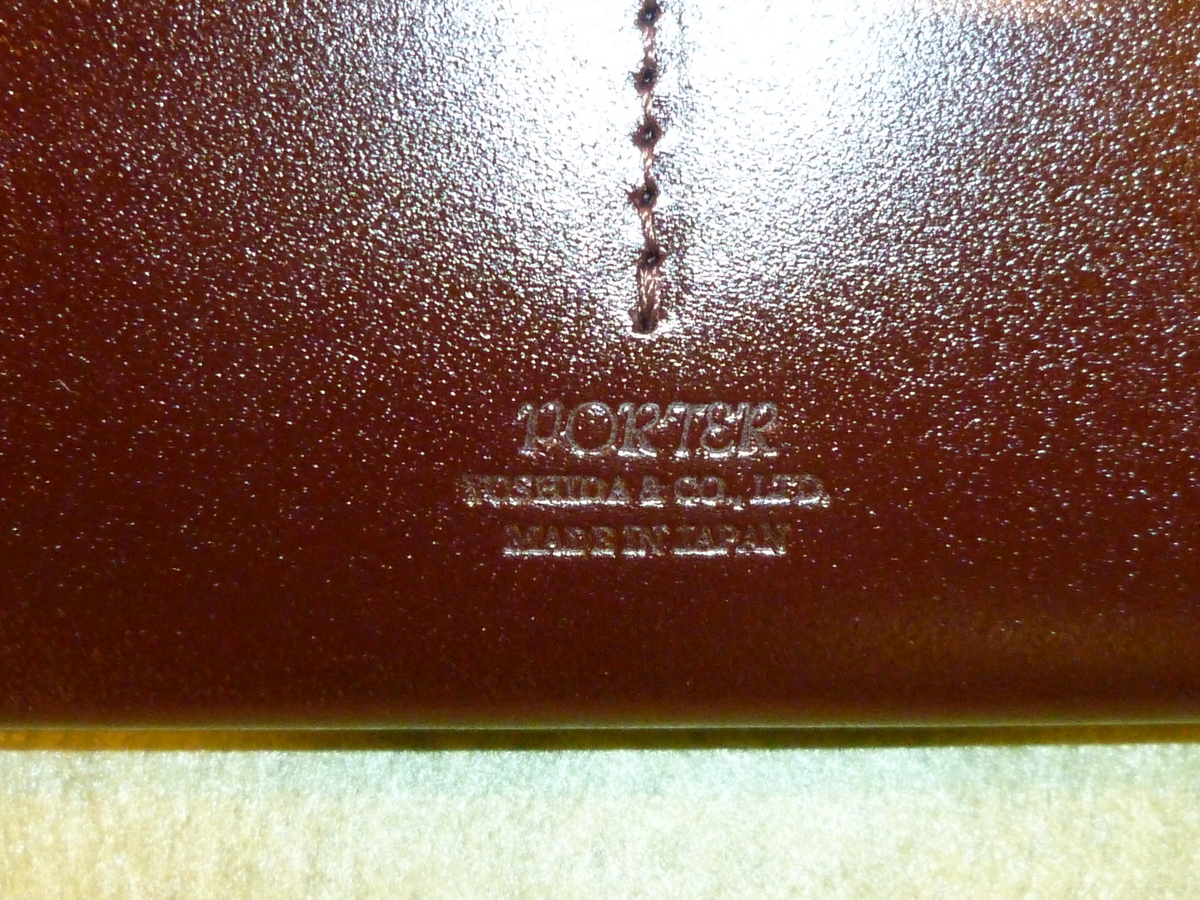 PORTER
YOSHIDA & CO., LTD.
MADE IN JAPAN